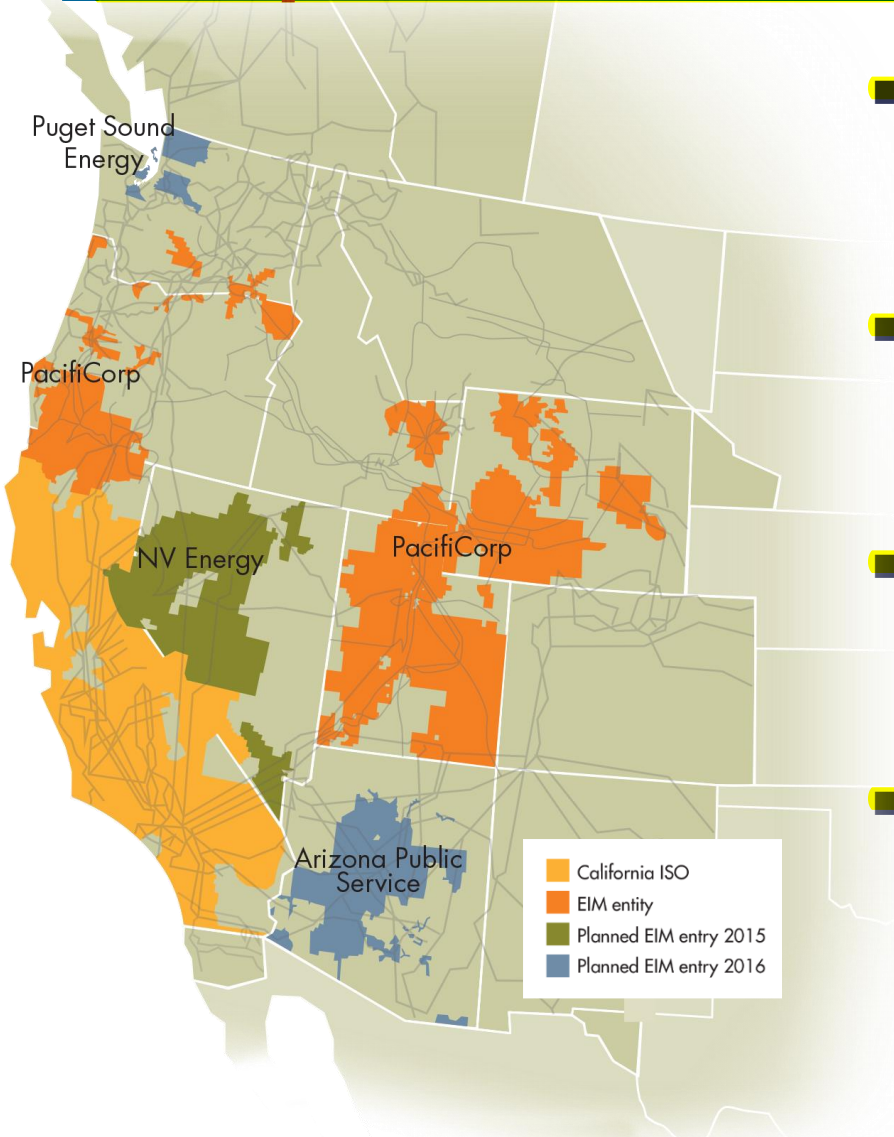 Puget Sound
Energy
PacifiCorp
NV Energy
PacifiCorp
Arizona Public
Service
California ISO
EIM entity
Planned EIM entry 2015
Planned EIM entry 2016